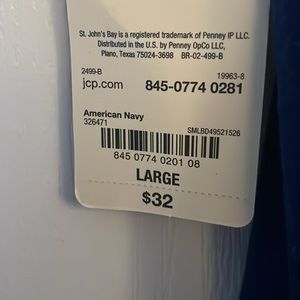 St. John's Bay is a registered trademark of Penney IP LLC.
Distributed in the U.S. by Penney OpCo LLC,
Plano, Texas 75024-3698 BR-02-499-B
2499-B 19963-8
jcp.com 845-0774 0281
American Navy
326471 SMLBD49521526
845 0774 0201 08
LARGE
$32